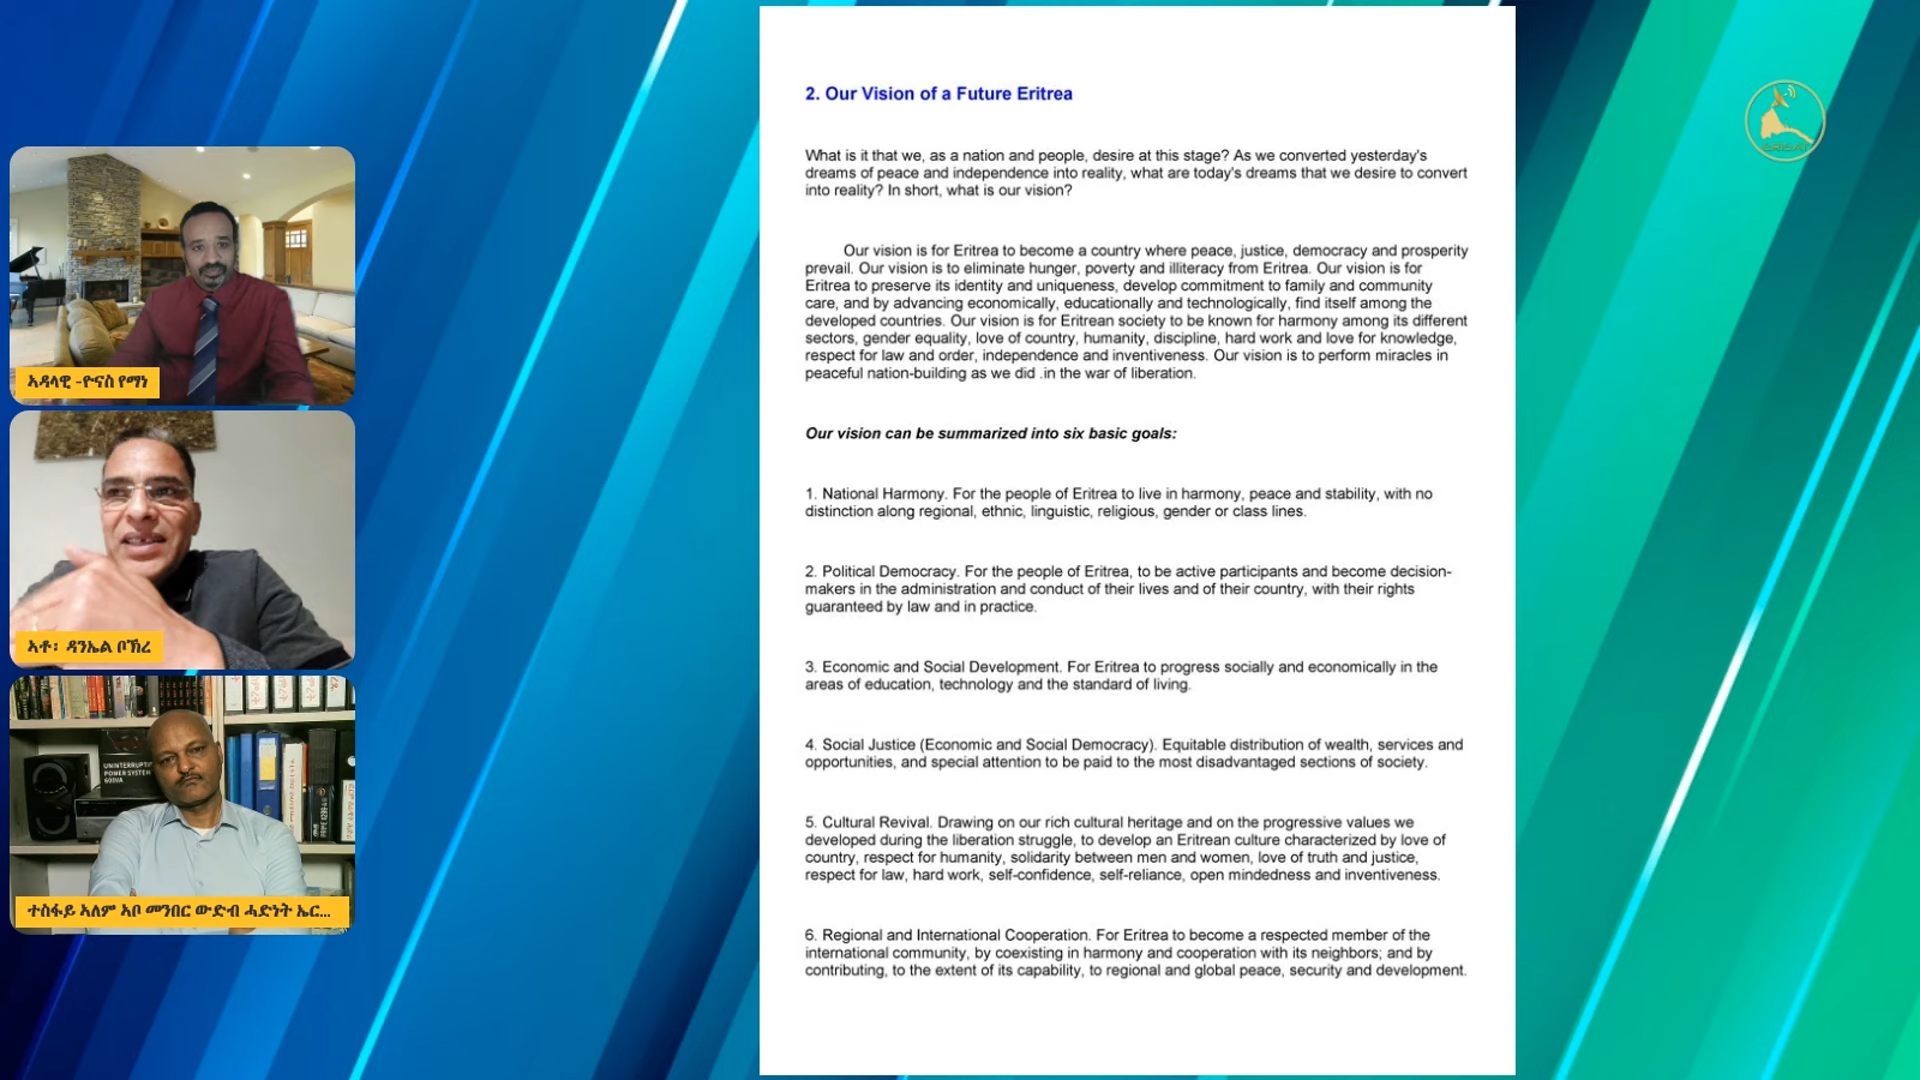 2. Our Vision of a Future Eritrea
What is it that we, as a nation and people, desire at this stage? As we converted yesterday's
dreams of peace and independence into reality, what are today's dreams that we desire to convert
into reality? In short, what is our vision?
Our vision is for Eritrea to become a country where peace, justice, democracy and prosperity
prevail. Our vision is to eliminate hunger, poverty and illiteracy from Eritrea. Our vision is for
Eritrea to preserve its identity and uniqueness, develop commitment to family and community
care, and by advancing economically, educationally and technologically, find itself among the
developed countries. Our vision is for Eritrean society to be known for harmony among its different
sectors, gender equality, love of country, humanity, discipline, hard work and love for knowledge,
respect for law and order, independence and inventiveness. Our vision is to perform miracles in
peaceful nation-building as we did .in the war of liberation.
Our vision can be summarized into six basic goals:
1. National Harmony. For the people of Eritrea to live in harmony, peace and stability, with no
distinction along regional, ethnic, linguistic, religious, gender or class lines.
2. Political Democracy. For the people of Eritrea, to be active participants and become decision-
makers in the administration and conduct of their lives and of their country, with their rights
guaranteed by law and in practice.
3. Economic and Social Development. For Eritrea to progress socially and economically in the
areas of education, technology and the standard of living.
4. Social Justice (Economic and Social Democracy). Equitable distribution of wealth, services and
opportunities, and special attention to be paid to the most disadvantaged sections of society.
5. Cultural Revival. Drawing on our rich cultural heritage and on the progressive values we
developed during the liberation struggle, to develop an Eritrean culture characterized by love of
country, respect for humanity, solidarity between men and women, love of truth and justice,
respect for law, hard work, self-confidence, self-reliance, open mindedness and inventiveness.
6. Regional and International Cooperation. For Eritrea to become a respected member of the
international community, by coexisting in harmony and cooperation with its neighbors; and by
contributing, to the extent of its capability, to regional and global peace, security and development.
ኣዳላዊ -ዮናስ የማነ
ኣቶ፡ ዳንኤል ቦኽረ
UNINTERRUPTI
POWER SYSTEM
600VA
ተስፋይ ኣለም ኣቦ መንበር ውድብ ሓድነት ኤር...
ERISAT